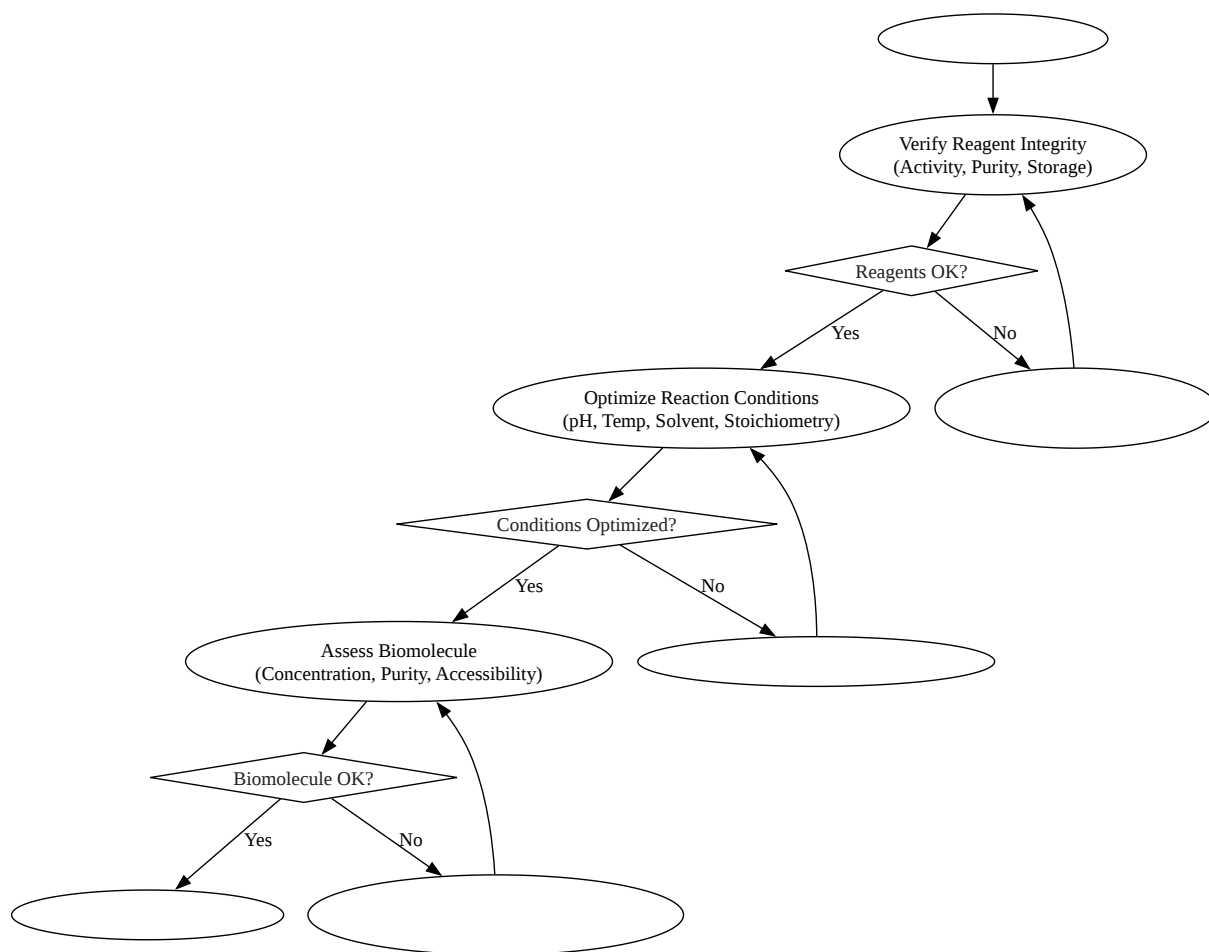 Verify Reagent Integrity
(Activity, Purity, Storage)
Reagents OK?
Yes
No
Optimize Reaction Conditions
(pH, Temp, Solvent, Stoichiometry)
Conditions Optimized?
Yes
No
Assess Biomolecule
(Concentration, Purity, Accessibility)
Biomolecule OK?
Yes
No